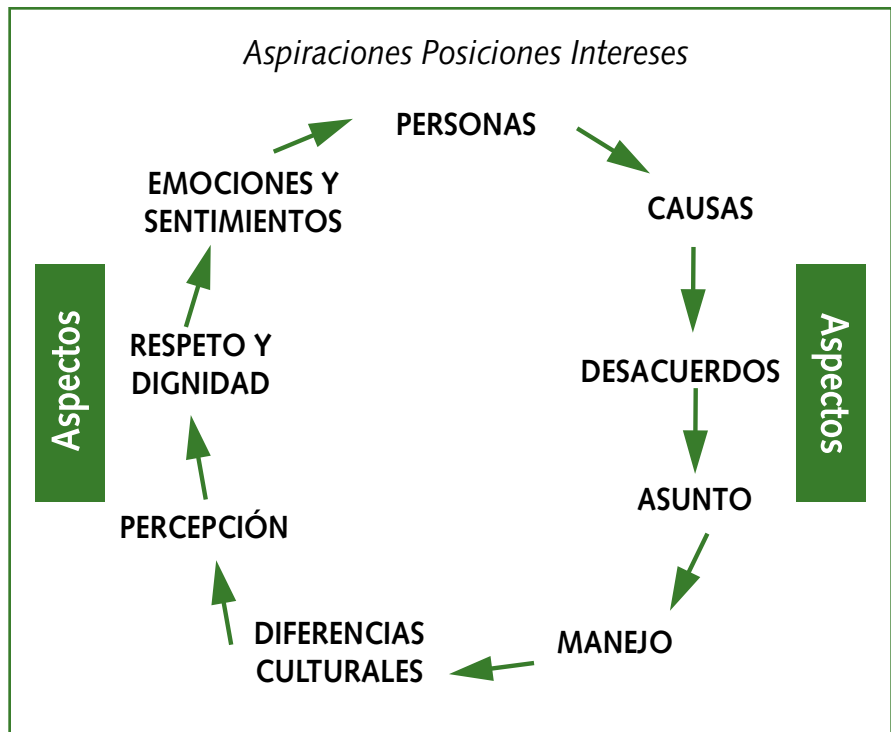 Aspiraciones Posiciones Intereses
PERSONAS
CAUSAS
DESACUERDOS
ASUNTO
MANEJO
DIFERENCIAS
CULTURALES
PERCEPCIÓN
RESPETO Y
DIGNIDAD
EMOCIONES Y
SENTIMIENTOS
Aspectos
Aspectos